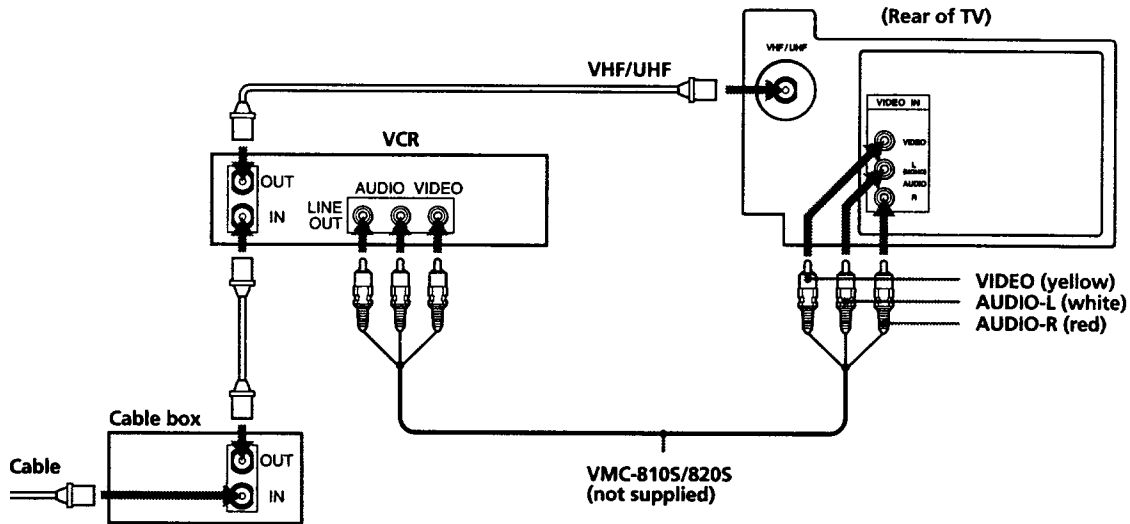 (Rear of TV)
VHF/UHF
VHF/UHF
VIDEO IN
VIDEO
L
(MONO)
AUDIO
R
VCR
OUT
IN
AUDIO VIDEO
LINE
OUT
VIDEO (yellow)
AUDIO-L (white)
AUDIO-R (red)
Cable box
OUT
IN
Cable
VMC-810S/820S
(not supplied)